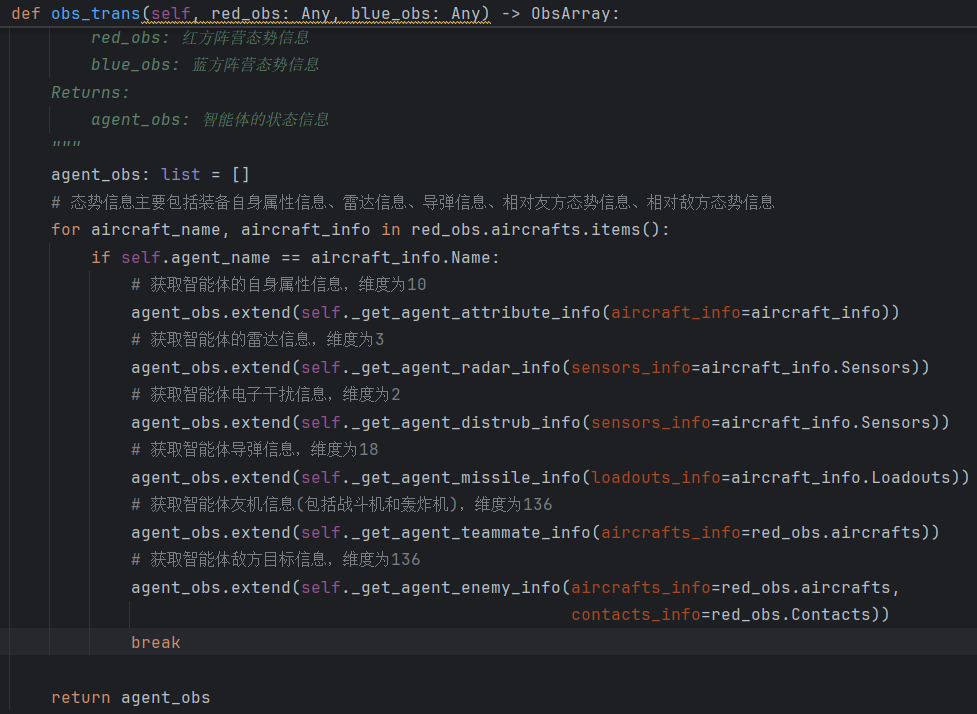 def obs_trans(self, red_obs: Any, blue_obs: Any) -> ObsArray:
red_obs: 红方阵营态势信息
blue_obs: 蓝方阵营态势信息
Returns:
agent_obs: 智能体的状态信息
"""
agent_obs: list = []
# 态势信息主要包括装备自身属性信息、雷达信息、导弹信息、相对友方态势信息、相对敌方态势信息
for aircraft_name, aircraft_info in red_obs.aircrafts.items():
if self.agent_name == aircraft_info.Name:
# 获取智能体的自身属性信息，维度为10
agent_obs.extend(self._get_agent_attribute_info(aircraft_info=aircraft_info))
# 获取智能体的雷达信息，维度为3
agent_obs.extend(self._get_agent_radar_info(sensors_info=aircraft_info.Sensors))
# 获取智能体电子干扰信息，维度为2
agent_obs.extend(self._get_agent_distrub_info(sensors_info=aircraft_info.Sensors))
# 获取智能体导弹信息，维度为18
agent_obs.extend(self._get_agent_missile_info(loadouts_info=aircraft_info.Loadouts))
# 获取智能体友机信息(包括战斗机和轰炸机)，维度为136
agent_obs.extend(self._get_agent_teammate_info(aircrafts_info=red_obs.aircrafts))
# 获取智能体敌方目标信息，维度为136
agent_obs.extend(self._get_agent_enemy_info(aircrafts_info=red_obs.aircrafts,
contacts_info=red_obs.Contacts))
break
return agent_obs